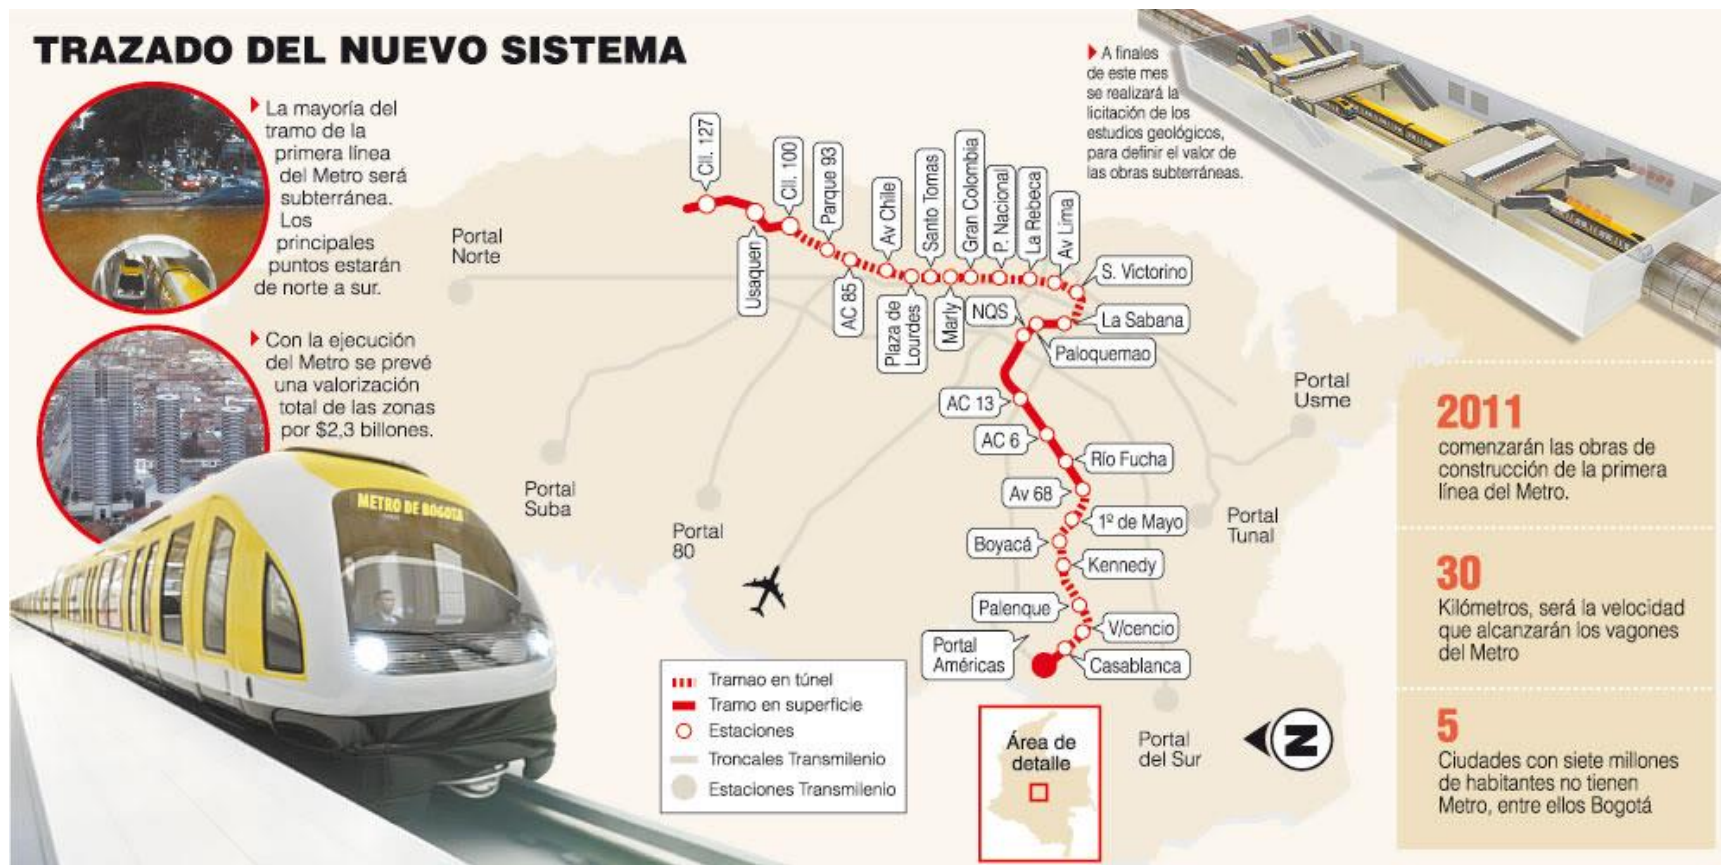 TRAZADO DEL NUEVO SISTEMA
La mayoría del
tramo de la
primera línea
del Metro será
subterránea.
Los
principales
puntos estarán
de norte a sur.
Con la ejecución
del Metro se prevé
una valorización
total de las zonas
por $2,3 billones.
METRO DE BOGOTA
A finales
de este mes
se realizará la
licitación de los
estudios geológicos,
para definir el valor de
las obras subterráneas.
Cll. 127
Usaquen
Cll. 100
Parque 93
AC 85
Av Chile
Plaza de
Lourdes
Santo Tomas
Marly
Gran Colombia
P. Nacional
La Rebeca
Av Lima
S. Victorino
La Sabana
NQS
Paloquemao
AC 13
AC 6
Río Fucha
Av 68
1º de Mayo
Boyacá
Kennedy
Palenque
V/cencio
Portal
Américas
Casablanca
Portal
Norte
Portal
Suba
Portal
80
Portal
Usme
Portal
Tunal
Portal
del Sur
Tramao en túnel
Tramo en superficie
Estaciones
Troncales Transmilenio
Estaciones Transmilenio
Área de
detalle
N
2011
comenzarán las obras de
construcción de la primera
línea del Metro.
30
Kilómetros, será la velocidad
que alcanzarán los vagones
del Metro
5
Ciudades con siete millones
de habitantes no tienen
Metro, entre ellos Bogotá